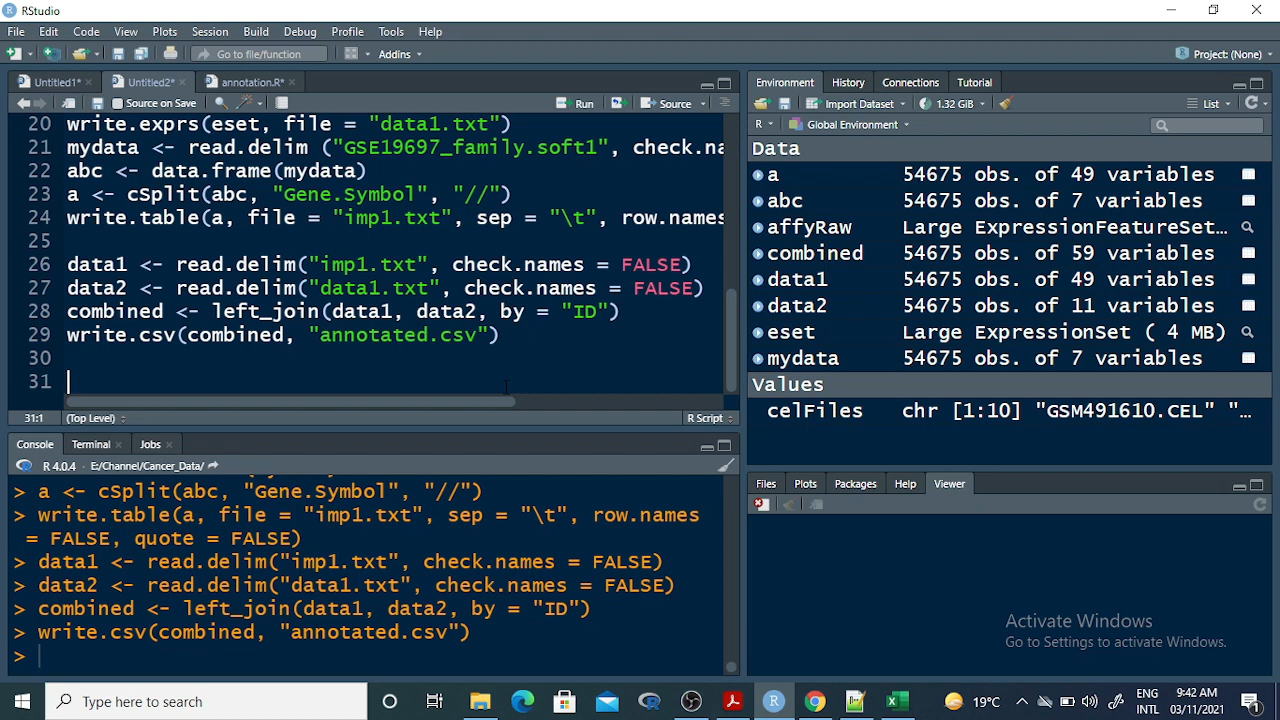 RStudio
File Edit Code View Plots Session Build Debug Profile Tools Help
Go to file/function Addins Project: (None)
Untitled1* Untitled2* annotation.R*
Source on Save Run Source
20 write.exprs(eset, file = "data1.txt")
21 mydata <- read.delim ("GSE19697_family.soft1", check.na
22 abc <- data.frame(mydata)
23 a <- cSplit(abc, "Gene.Symbol", "//")
24 write.table(a, file = "imp1.txt", sep = "\t", row.names
25
26 data1 <- read.delim("imp1.txt", check.names = FALSE)
27 data2 <- read.delim("data1.txt", check.names = FALSE)
28 combined <- left_join(data1, data2, by = "ID")
29 write.csv(combined, "annotated.csv")
30
31
31:1 (Top Level) R Script
Console Terminal Jobs
R 4.0.4 · E:/Channel/Cancer_Data/
> a <- cSplit(abc, "Gene.Symbol", "//")
> write.table(a, file = "imp1.txt", sep = "\t", row.names
= FALSE, quote = FALSE)
> data1 <- read.delim("imp1.txt", check.names = FALSE)
> data2 <- read.delim("data1.txt", check.names = FALSE)
> combined <- left_join(data1, data2, by = "ID")
> write.csv(combined, "annotated.csv")
>
Environment History Connections Tutorial
Import Dataset 1.32 GiB List
R Global Environment
Data
a 54675 obs. of 49 variables
abc 54675 obs. of 7 variables
affyRaw Large ExpressionFeatureSet…
combined 54675 obs. of 59 variables
data1 54675 obs. of 49 variables
data2 54675 obs. of 11 variables
eset Large ExpressionSet ( 4 MB)
mydata 54675 obs. of 7 variables
Values
celFiles chr [1:10] "GSM491610.CEL" "…
Files Plots Packages Help Viewer
Activate Windows
Go to Settings to activate Windows.
Type here to search
19°C ENG INTL 9:42 AM 03/11/2021